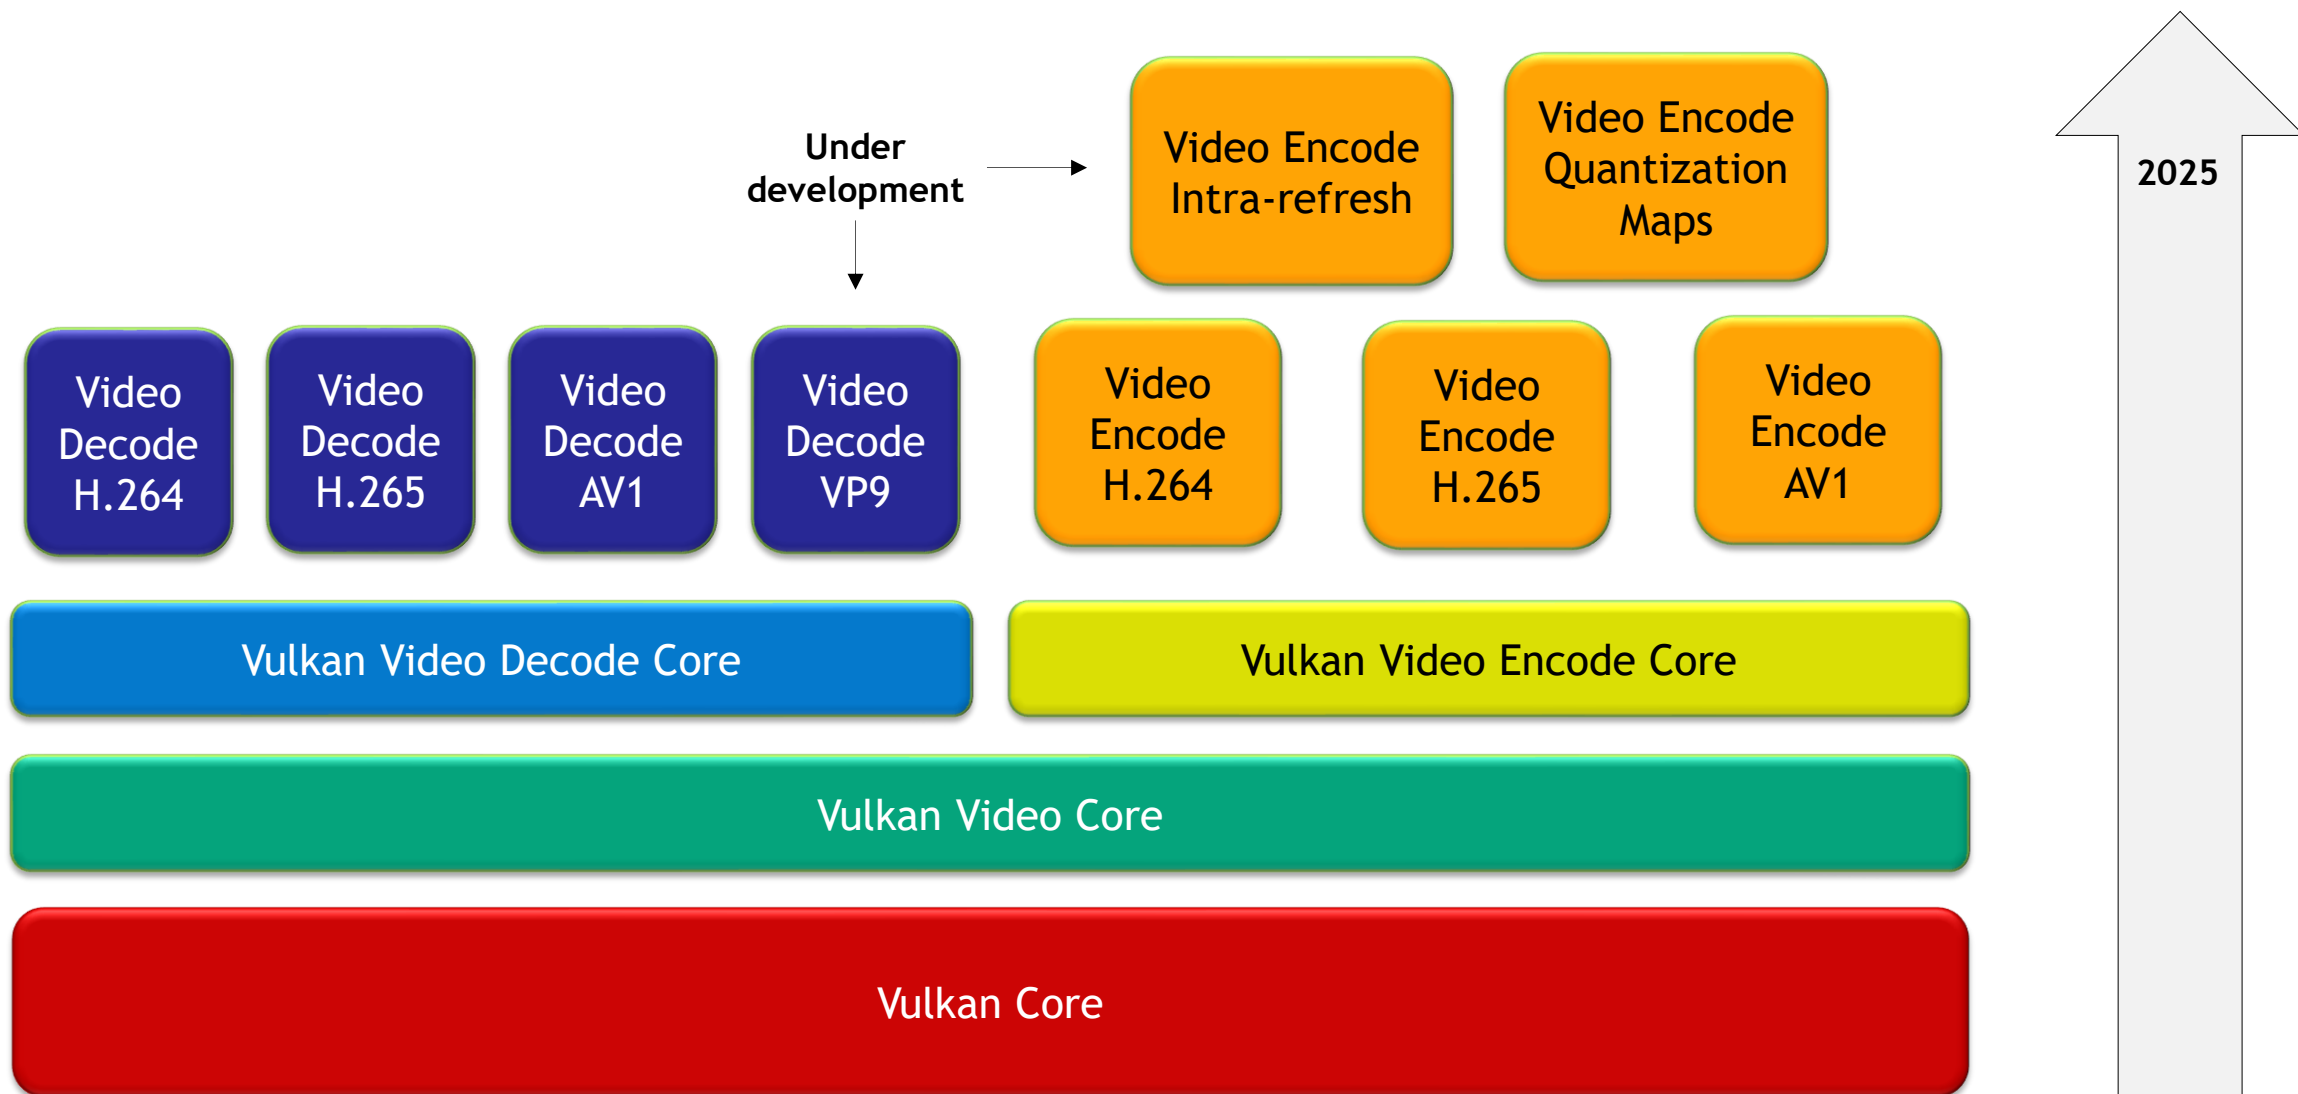 Under
development
Video Encode
Intra-refresh
Video Encode
Quantization
Maps
2025
Video
Decode
H.264
Video
Decode
H.265
Video
Decode
AV1
Video
Decode
VP9
Video
Encode
H.264
Video
Encode
H.265
Video
Encode
AV1
Vulkan Video Decode Core
Vulkan Video Encode Core
Vulkan Video Core
Vulkan Core